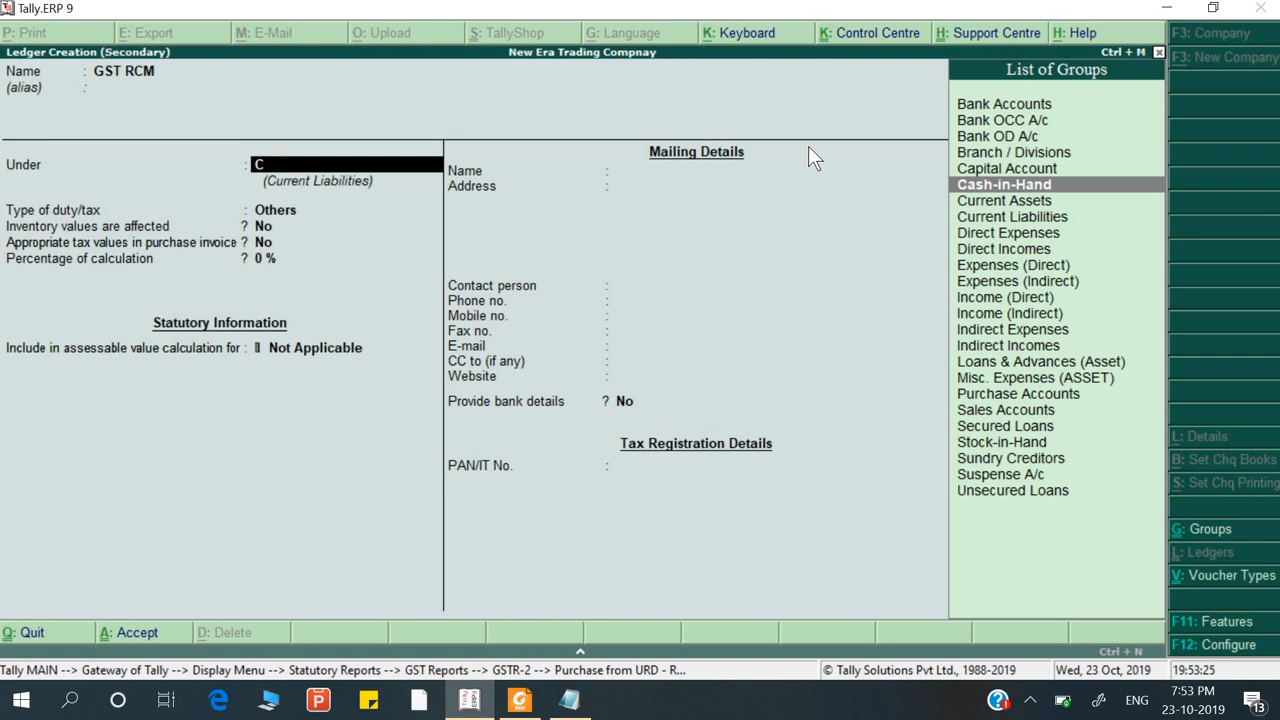 Tally.ERP 9
P: Print E: Export M: E-Mail O: Upload S: TallyShop G: Language K: Keyboard K: Control Centre H: Support Centre H: Help
F3: Company
F3: New Company
Ledger Creation (Secondary) New Era Trading Compnay Ctrl + M
Name : GST RCM
(alias) :
Under : C
(Current Liabilities)
Type of duty/tax : Others
Inventory values are affected ? No
Appropriate tax values in purchase invoice ? No
Percentage of calculation ? 0 %
Statutory Information
Include in assessable value calculation for : Not Applicable
Mailing Details
Name :
Address :
Contact person :
Phone no. :
Mobile no. :
Fax no. :
E-mail :
CC to (if any) :
Website :
Provide bank details ? No
Tax Registration Details
PAN/IT No. :
List of Groups
Bank Accounts
Bank OCC A/c
Bank OD A/c
Branch / Divisions
Capital Account
Cash-in-Hand
Current Assets
Current Liabilities
Direct Expenses
Direct Incomes
Expenses (Direct)
Expenses (Indirect)
Income (Direct)
Income (Indirect)
Indirect Expenses
Indirect Incomes
Loans & Advances (Asset)
Misc. Expenses (ASSET)
Purchase Accounts
Sales Accounts
Secured Loans
Stock-in-Hand
Sundry Creditors
Suspense A/c
Unsecured Loans
L: Details
B: Set Chq Books
S: Set Chq Printing
G: Groups
L: Ledgers
V: Voucher Types
F11: Features
F12: Configure
Q: Quit A: Accept D: Delete
Ctrl + N
Tally MAIN --> Gateway of Tally --> Display Menu --> Statutory Reports --> GST Reports --> GSTR-2 --> Purchase from URD - R... © Tally Solutions Pvt Ltd., 1988-2019 Wed, 23 Oct, 2019 19:53:25
ENG 7:53 PM
23-10-2019
13